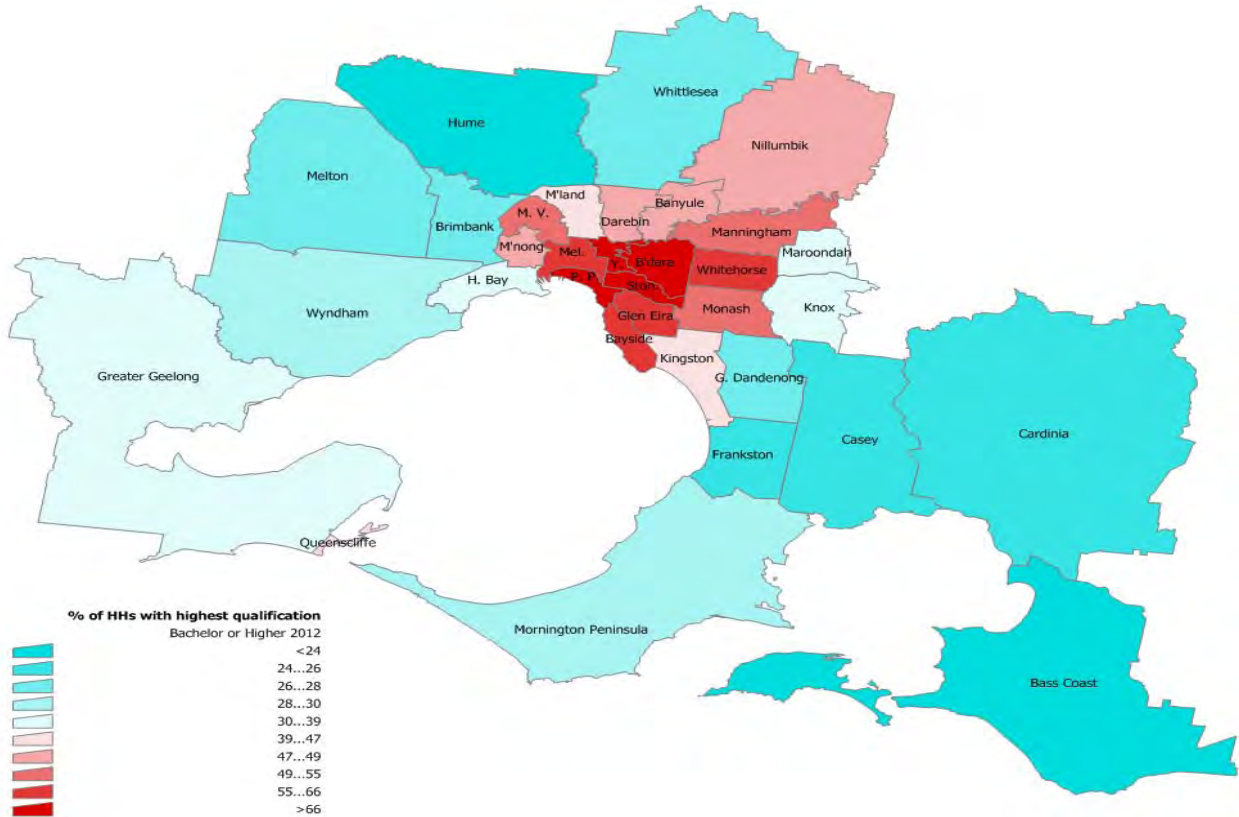 Whittlesea
Hume
Nillumbik
Melton
M'land
Banyule
M. V.
Darebin
Brimbank
Manningham
M'nong
Mel.
Maroondah
Y.
B'dara
Whitehorse
H. Bay
P. P.
Ston.
Wyndham
Monash
Knox
Glen Eira
Bayside
Kingston
Greater Geelong
G. Dandenong
Casey
Cardinia
Frankston
Queenscliffe
Mornington Peninsula
Bass Coast
% of HHs with highest qualification
Bachelor or Higher 2012
<24
24...26
26...28
28...30
30...39
39...47
47...49
49...55
55...66
>66